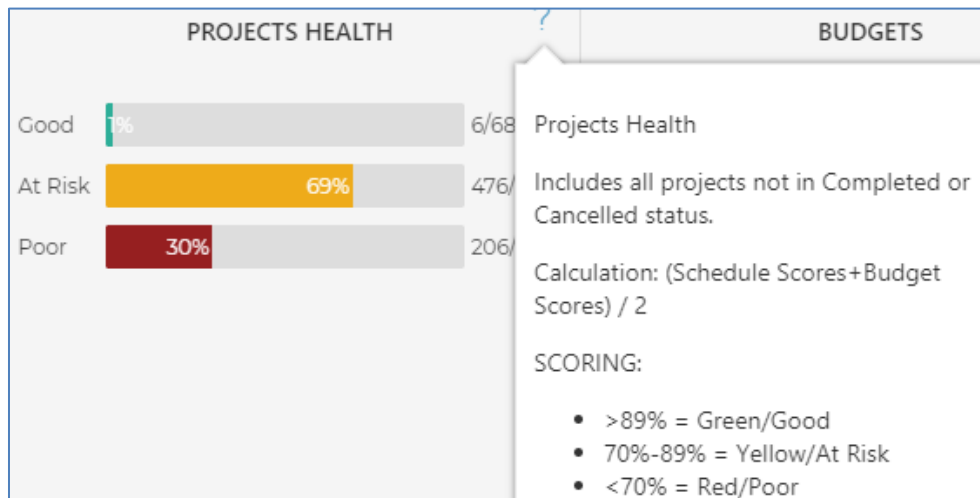 PROJECTS HEALTH
?
BUDGETS
Good
1%
6/68
At Risk
69%
476/
Poor
30%
206/
Projects Health
Includes all projects not in Completed or
Cancelled status.
Calculation: (Schedule Scores+Budget
Scores) / 2
SCORING:
• >89% = Green/Good
• 70%-89% = Yellow/At Risk
• <70% = Red/Poor